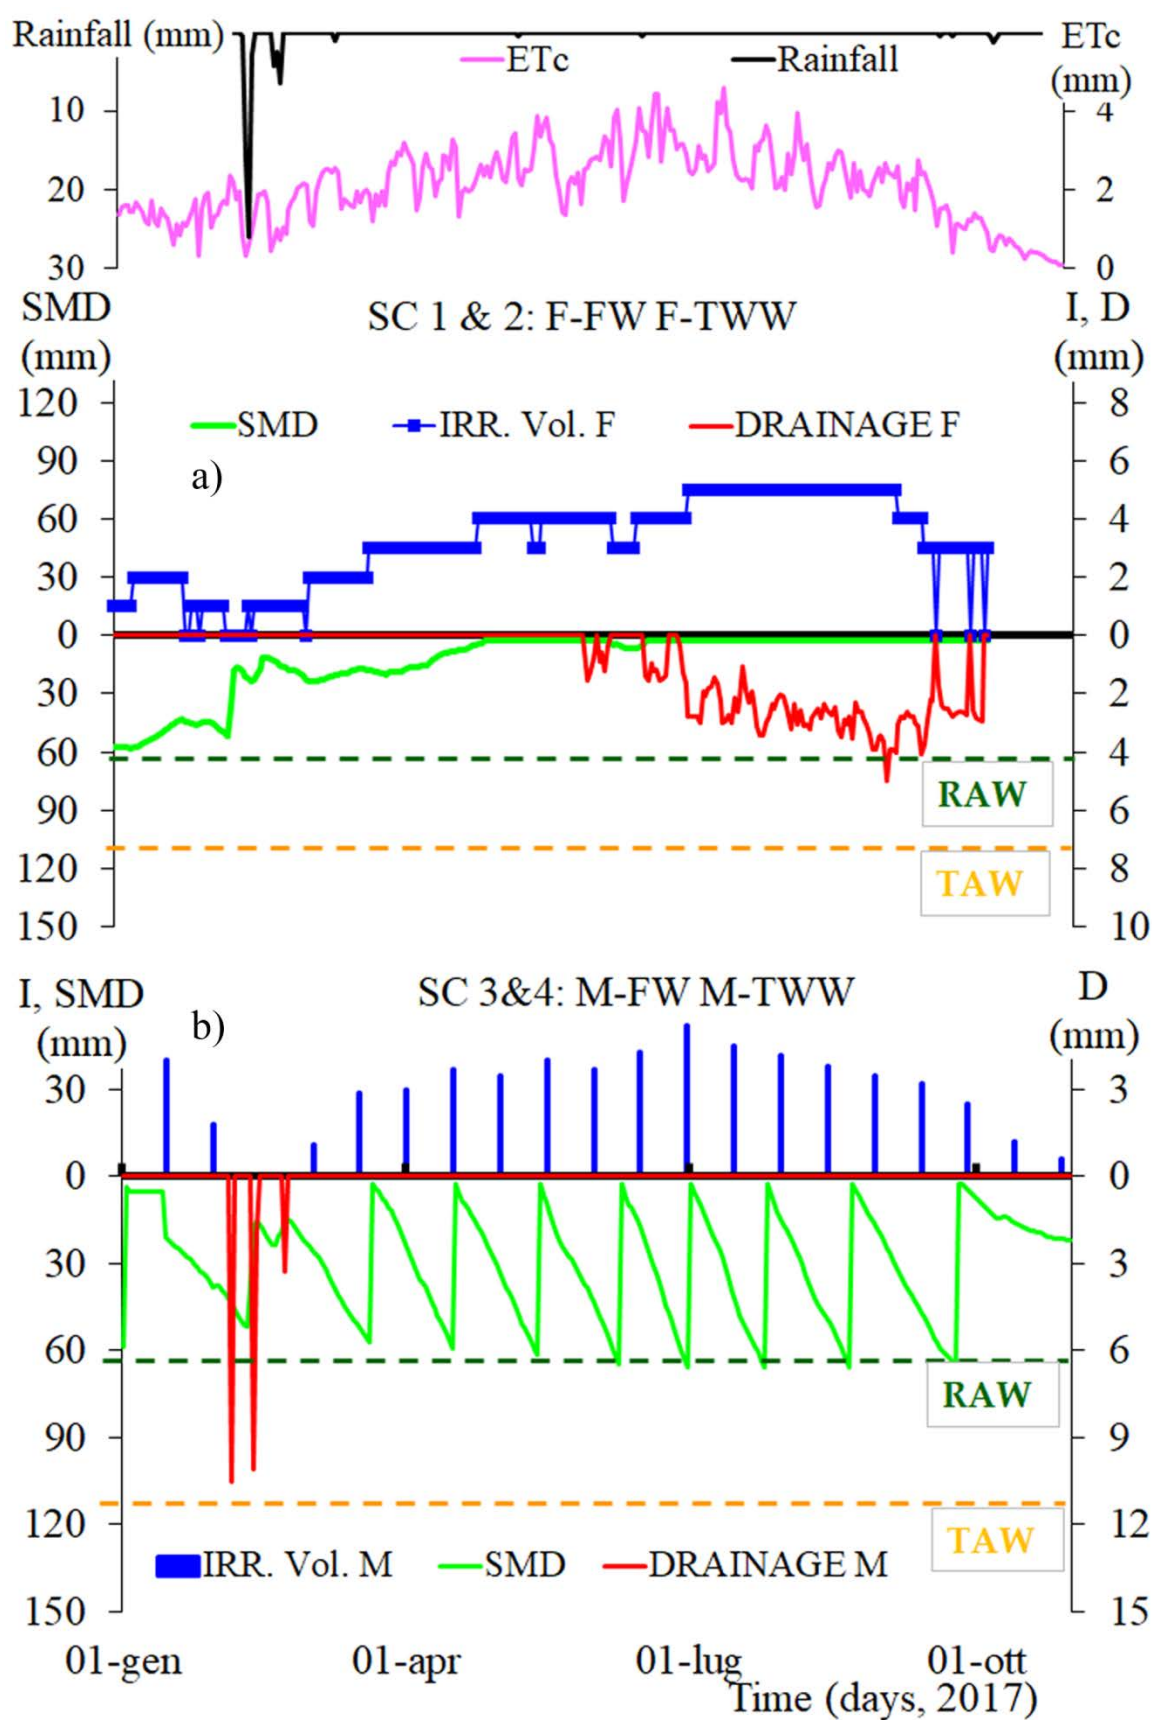 Rainfall (mm)
ETc
(mm)
ETc
Rainfall
10
4
20
2
30
0
SMD
(mm)
SC 1 & 2: F-FW F-TWW
I, D
(mm)
120
8
SMD
IRR. Vol. F
DRAINAGE F
90
6
a)
60
4
30
2
0
0
30
2
60
4
RAW
90
6
120
8
TAW
150
10
I, SMD
(mm)
SC 3&4: M-FW M-TWW
D
(mm)
b)
30
3
0
0
30
3
60
6
RAW
90
9
120
12
TAW
IRR. Vol. M
SMD
DRAINAGE M
150
15
01-gen
01-apr
01-lug
01-ott
Time (days, 2017)